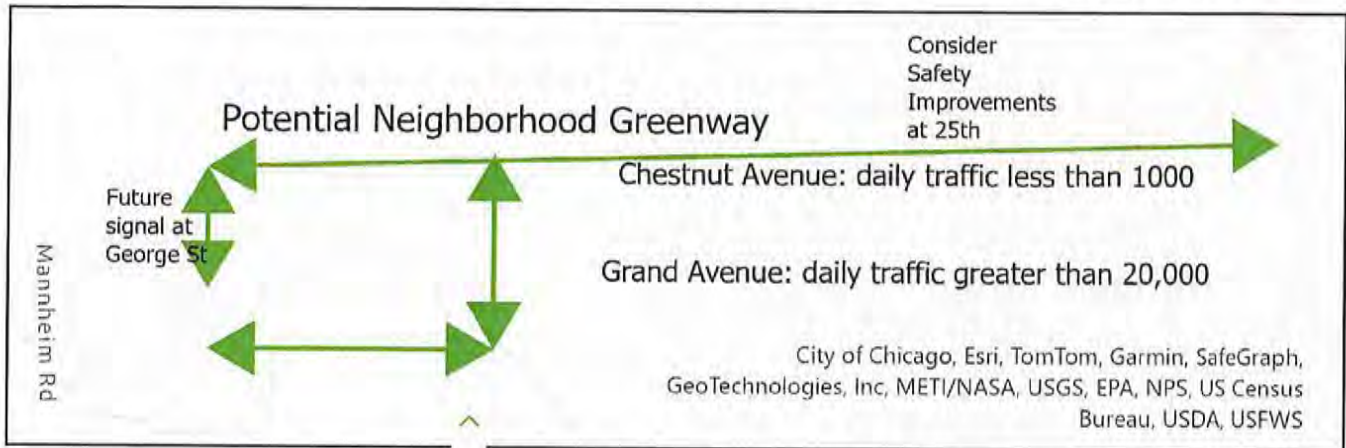 Consider
Safety
Improvements
at 25th
Potential Neighborhood Greenway
Chestnut Avenue: daily traffic less than 1000
Future
signal at
George St
Mannheim Rd
Grand Avenue: daily traffic greater than 20,000
City of Chicago, Esri, TomTom, Garmin, SafeGraph,
GeoTechnologies, Inc, METI/NASA, USGS, EPA, NPS, US Census
Bureau, USDA, USFWS